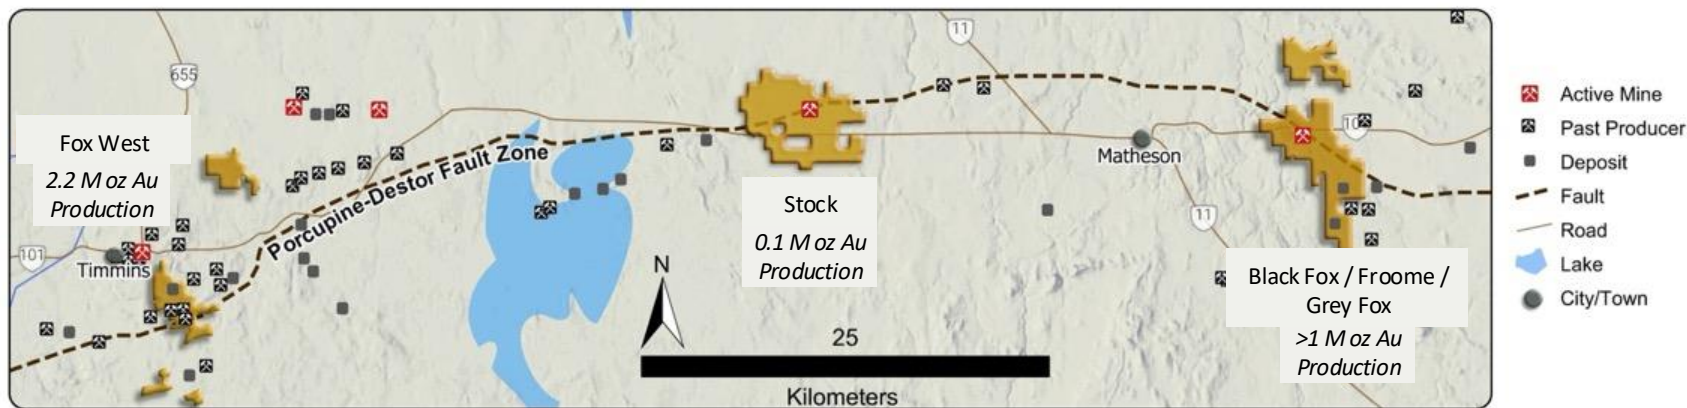 655
11
Fox West
2.2 M oz Au
Production
101
Timmins
Porcupine-Destor Fault Zone
Stock
0.1 M oz Au
Production
N
25
Kilometers
Matheson
11
10
Black Fox / Froome /
Grey Fox
>1 M oz Au
Production
Active Mine
Past Producer
Deposit
Fault
Road
Lake
City/Town